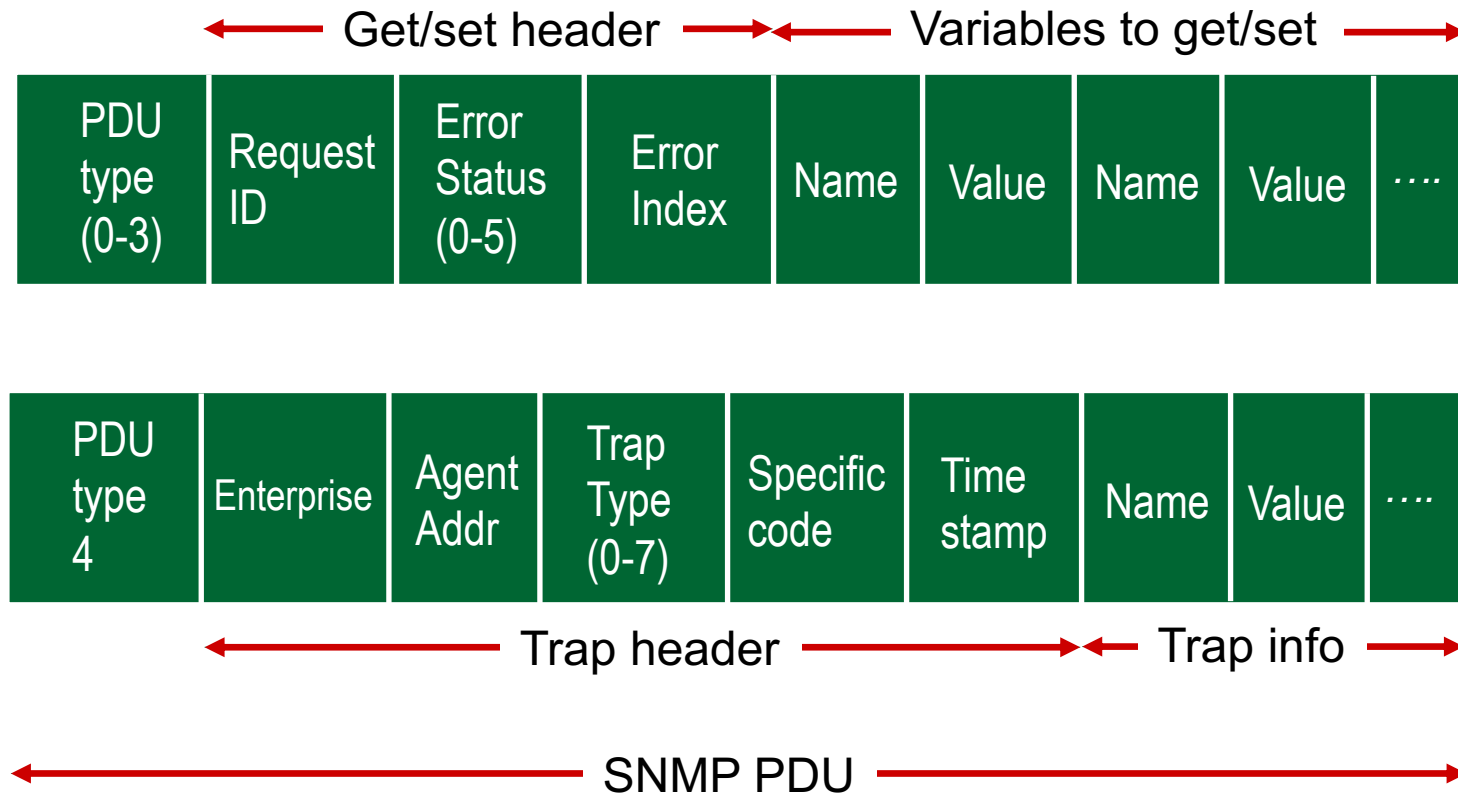 Get/set header
Variables to get/set
PDU
type
(0-3)
Request
ID
Error
Status
(0-5)
Error
Index
Name
Value
Name
Value
....
PDU
type
4
Enterprise
Agent
Addr
Trap
Type
(0-7)
Specific
code
Time
stamp
Name
Value
....
Trap header
Trap info
SNMP PDU